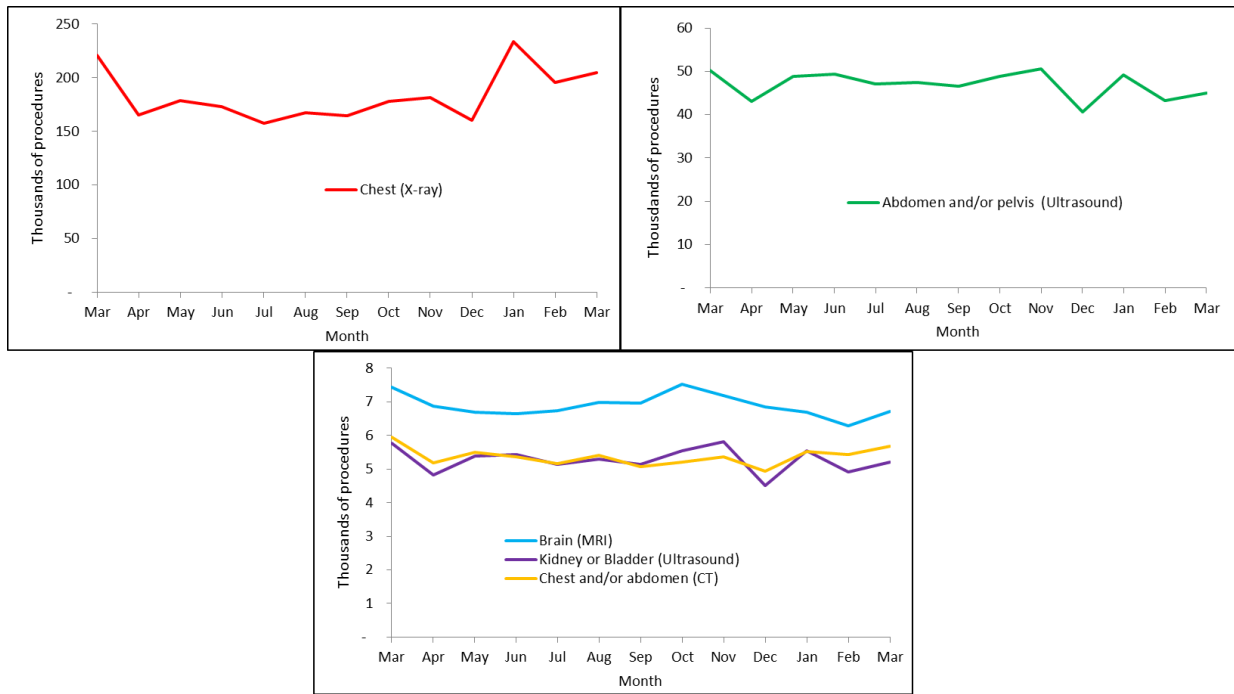 250
200
150
100
50
-
Thousands of procedures
Chest (X-ray)
Mar Apr May Jun Jul Aug Sep Oct Nov Dec Jan Feb Mar
Month
60
50
40
30
20
10
-
Thousdands of procedures
Abdomen and/or pelvis (Ultrasound)
Mar Apr May Jun Jul Aug Sep Oct Nov Dec Jan Feb Mar
Month
8
7
6
5
4
3
2
1
-
Thousands of procedures
Brain (MRI)
Kidney or Bladder (Ultrasound)
Chest and/or abdomen (CT)
Mar Apr May Jun Jul Aug Sep Oct Nov Dec Jan Feb Mar
Month